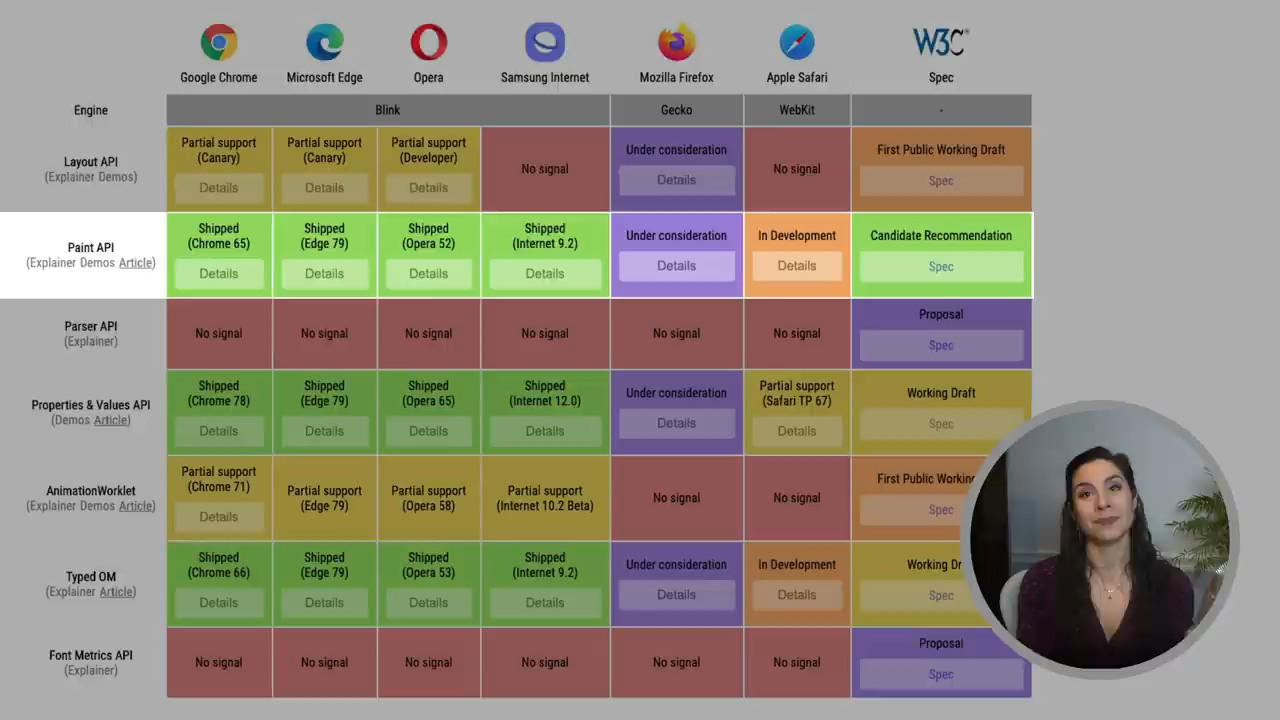 W3C®
Google Chrome
Microsoft Edge
Opera
Samsung Internet
Mozilla Firefox
Apple Safari
Spec
Engine
Blink
Gecko
WebKit
-
Layout API
(Explainer Demos)
Partial support
(Canary)
Details
Partial support
(Canary)
Details
Partial support
(Developer)
Details
No signal
Under consideration
Details
No signal
First Public Working Draft
Spec
Paint API
(Explainer Demos Article)
Shipped
(Chrome 65)
Details
Shipped
(Edge 79)
Details
Shipped
(Opera 52)
Details
Shipped
(Internet 9.2)
Details
Under consideration
Details
In Development
Details
Candidate Recommendation
Spec
Parser API
(Explainer)
No signal
No signal
No signal
No signal
No signal
No signal
Proposal
Spec
Properties & Values API
(Demos Article)
Shipped
(Chrome 78)
Details
Shipped
(Edge 79)
Details
Shipped
(Opera 65)
Details
Shipped
(Internet 12.0)
Details
Under consideration
Details
Partial support
(Safari TP 67)
Details
Working Draft
Spec
AnimationWorklet
(Explainer Demos Article)
Partial support
(Chrome 71)
Details
Partial support
(Edge 79)
Partial support
(Opera 58)
Partial support
(Internet 10.2 Beta)
No signal
No signal
First Public Workin
Spec
Typed OM
(Explainer Article)
Shipped
(Chrome 66)
Details
Shipped
(Edge 79)
Details
Shipped
(Opera 53)
Details
Shipped
(Internet 9.2)
Details
Under consideration
Details
In Development
Details
Working Dr
Spec
Font Metrics API
(Explainer)
No signal
No signal
No signal
No signal
No signal
No signal
Proposal
Spec